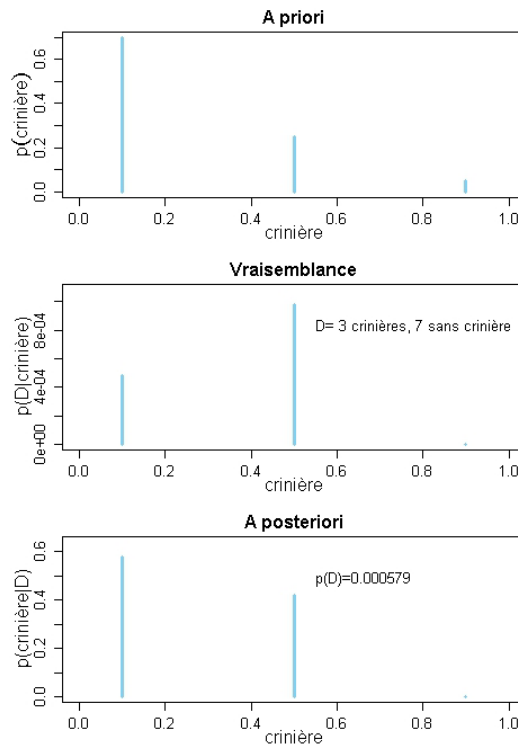 A priori
p(crinière)
0.0 0.2 0.4 0.6
0.0 0.2 0.4 0.6 0.8 1.0
crinière
Vraisemblance
p(D|crinière)
0e+00 4e-04 8e-04
D= 3 crinières, 7 sans crinière
0.0 0.2 0.4 0.6 0.8 1.0
crinière
A posteriori
p(crinière|D)
0.0 0.2 0.4 0.6
p(D)=0.000579
0.0 0.2 0.4 0.6 0.8 1.0
crinière